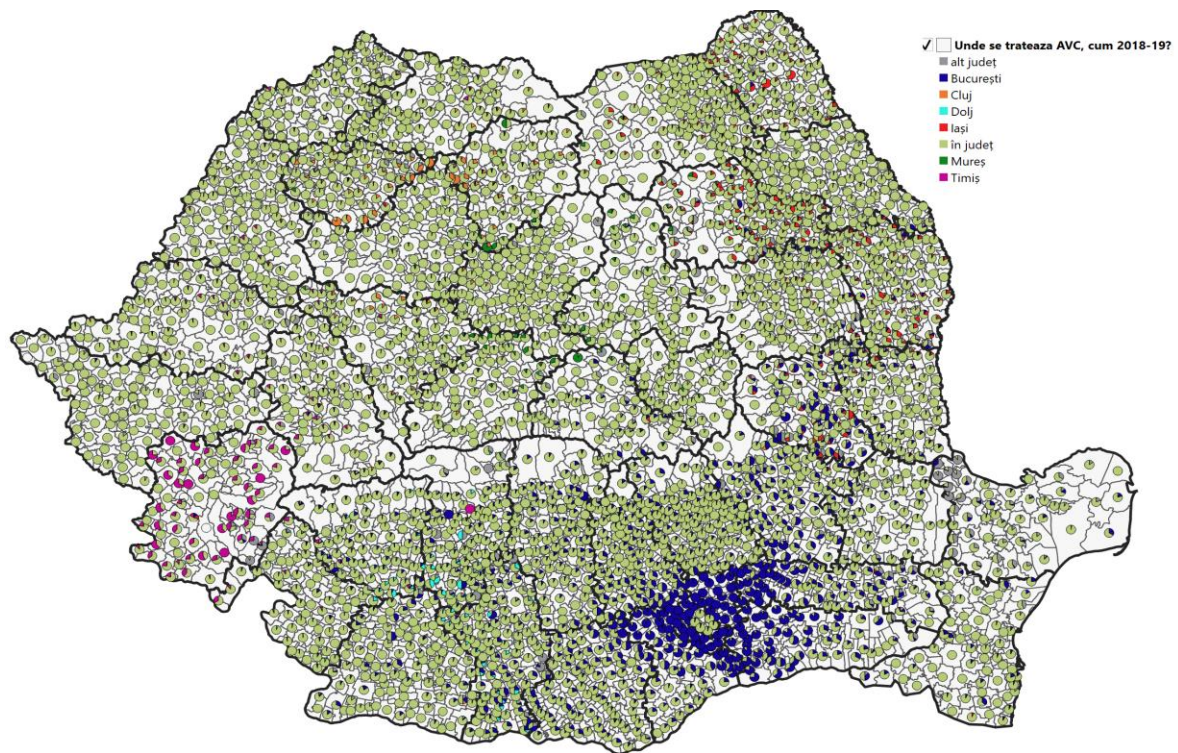 Unde se trateaza AVC, cum 2018-19?
alt județ
București
Cluj
Dolj
Iași
în județ
Mureș
Timiș